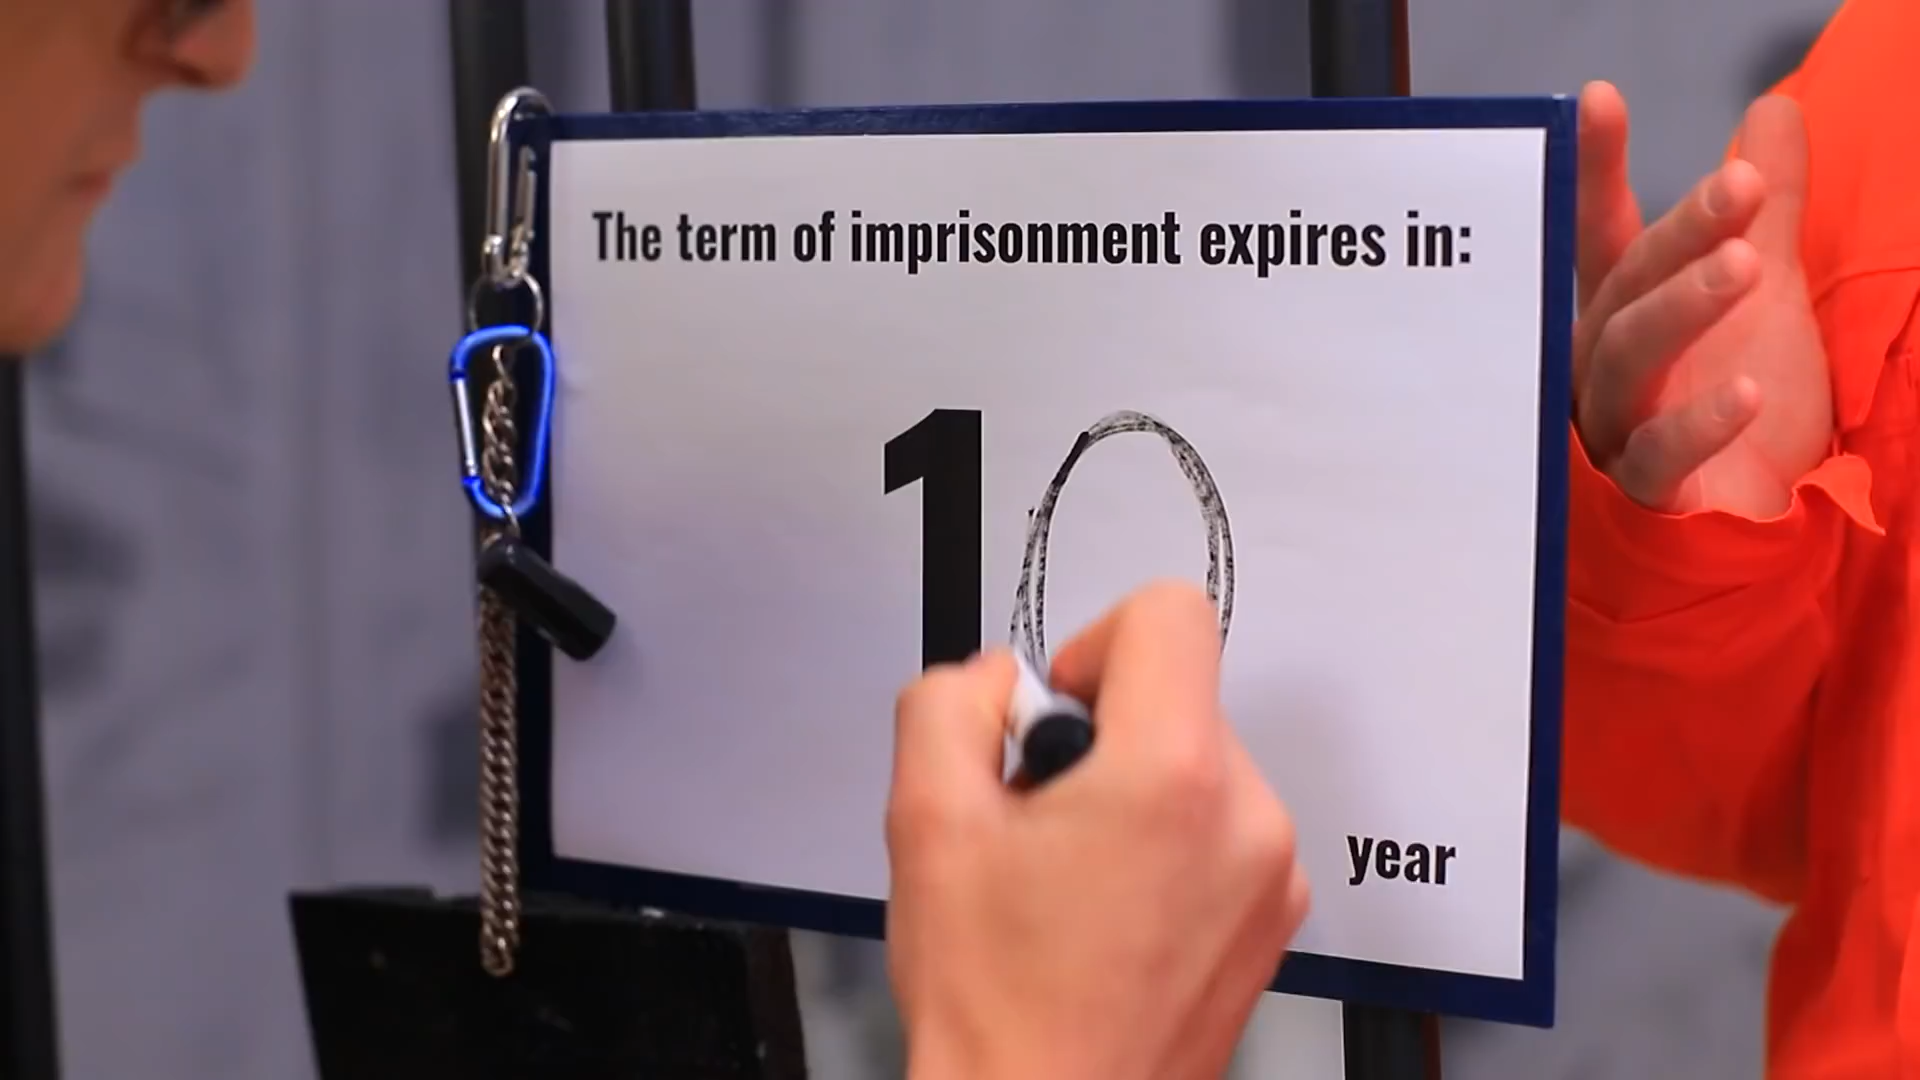 The term of imprisonment expires in:
10
year